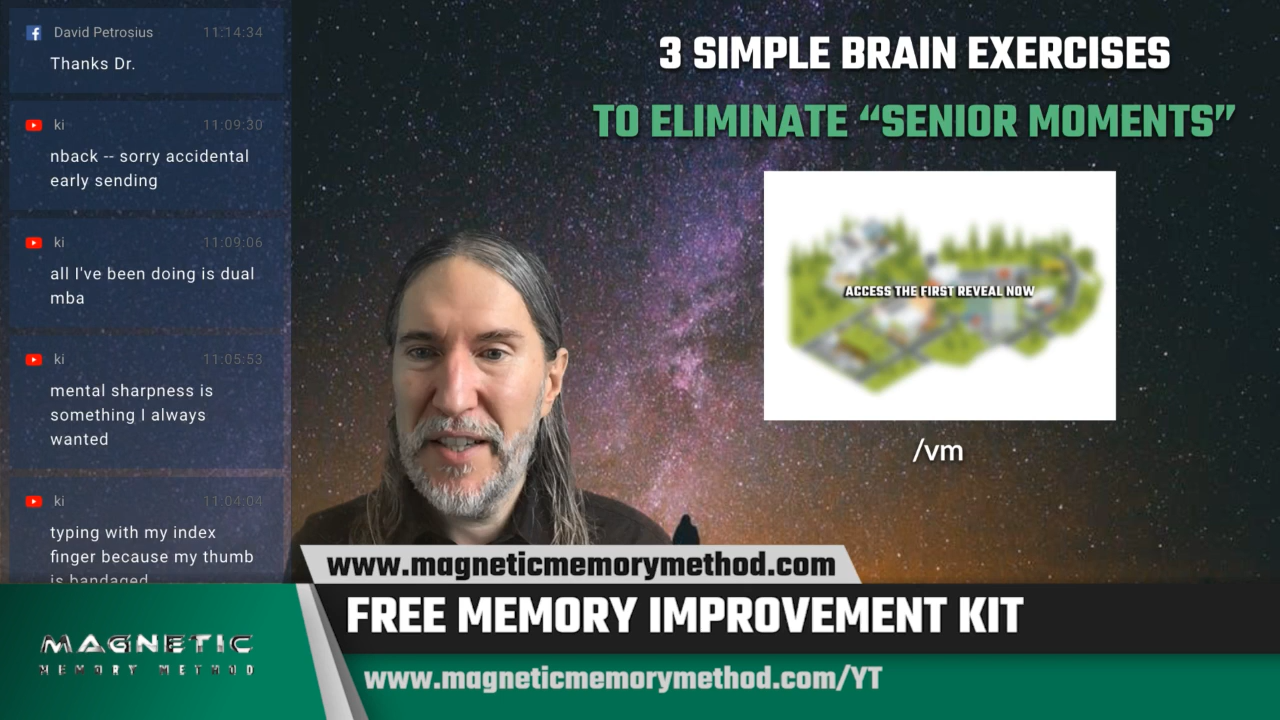 David Petrosius 11:14:34
Thanks Dr.
ki 11:09:30
nback -- sorry accidental
early sending
ki 11:09:06
all I've been doing is dual
mba
ki 11:05:53
mental sharpness is
something I always
wanted
ki 11:04:04
typing with my index
finger because my thumb
is bandaged
3 SIMPLE BRAIN EXERCISES
TO ELIMINATE “SENIOR MOMENTS”
ACCESS THE FIRST REVEAL NOW
/vm
www.magneticmemorymethod.com
FREE MEMORY IMPROVEMENT KIT
www.magneticmemorymethod.com/YT
MAGNETIC
MEMORY METHOD